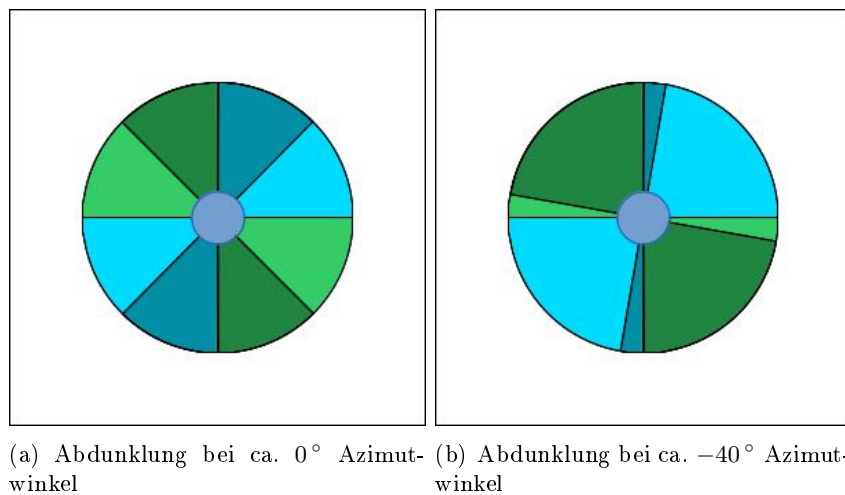 (a) Abdunklung bei ca. 0° Azimut-
winkel
(b) Abdunklung bei ca. −40° Azimut-
winkel